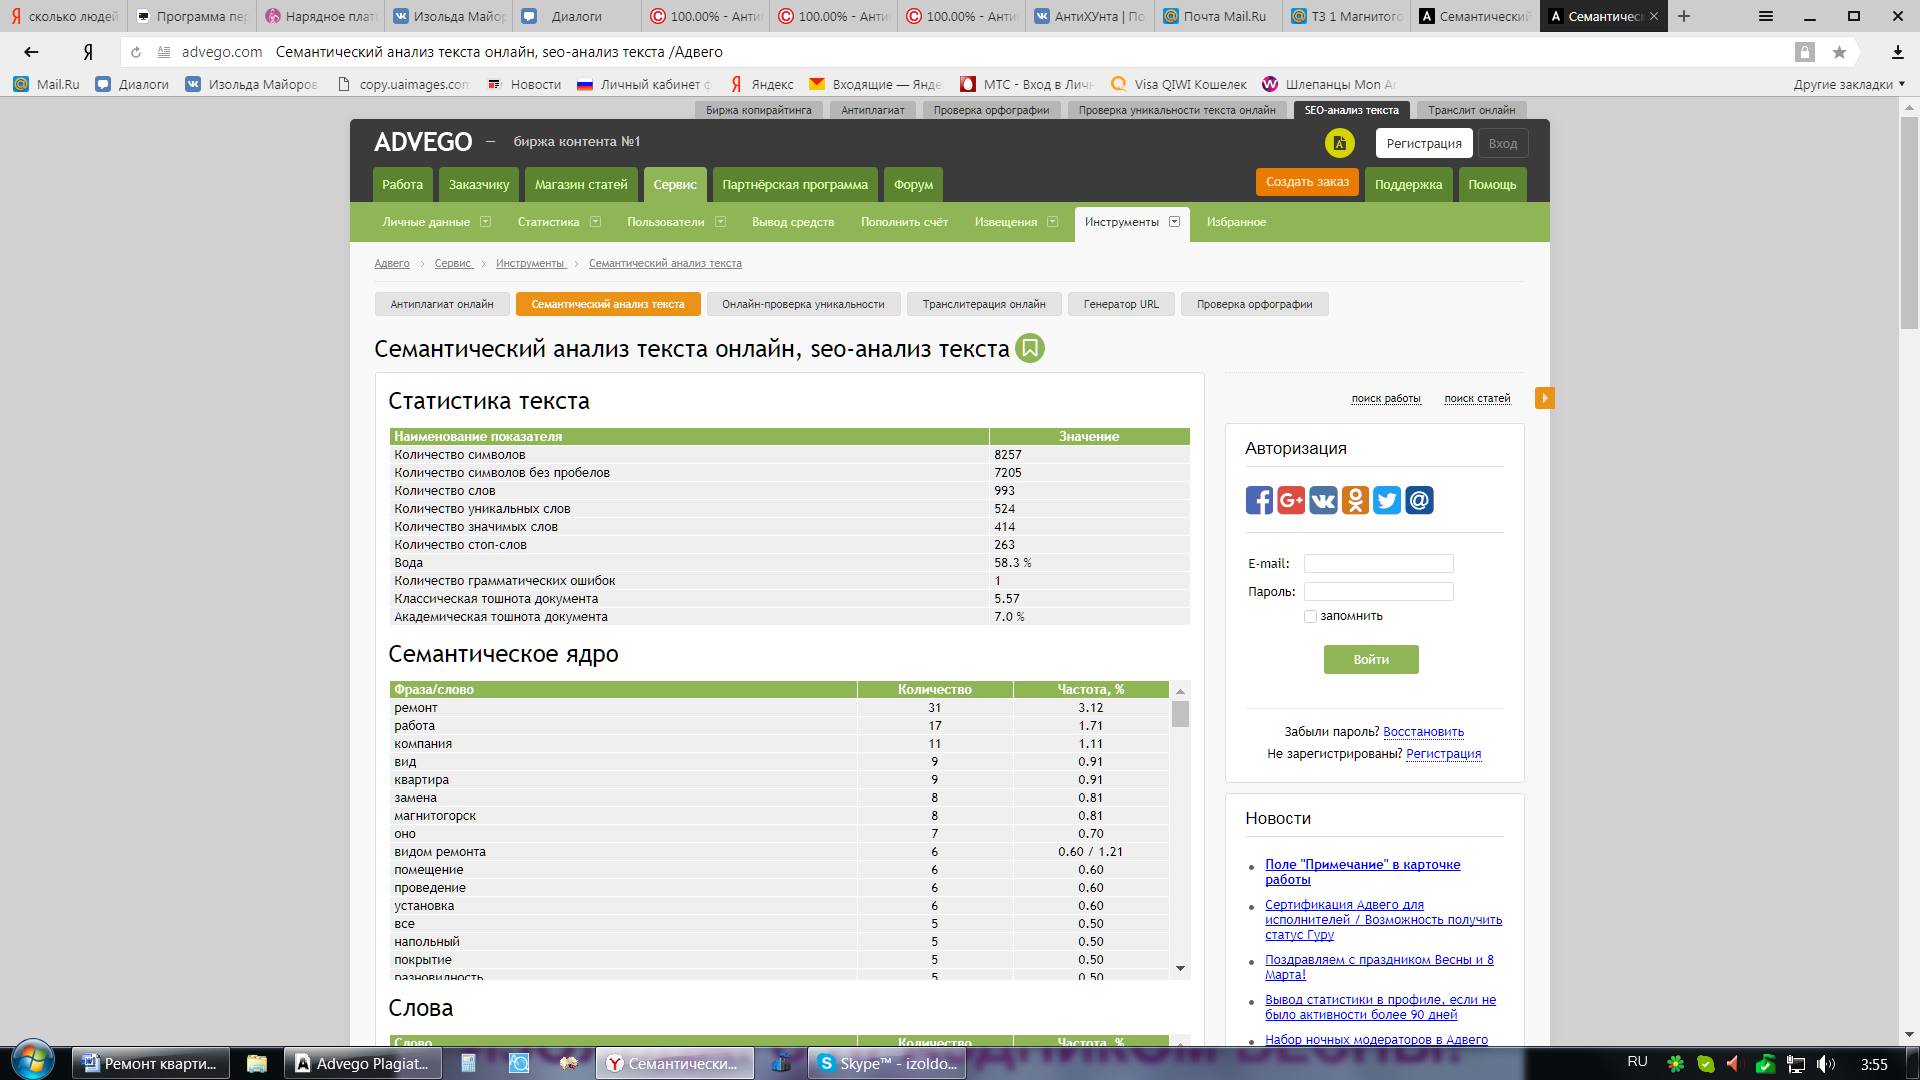 сколько людей
Программа пер
Нарядное плат
Изольда Майор
Диалоги
100.00% - Анти
100.00% - Анти
100.00% - Анти
АнтиХУнта | По
Почта Mail.Ru
ТЗ 1 Магнитого
Семантический
Семантическ
advego.com Семантический анализ текста онлайн, seo-анализ текста /Адвего
Mail.Ru
Диалоги
Изольда Майоров
copy.uaimages.com
Новости
Личный кабинет ф
Яндекс
Входящие — Янде
МТС - Вход в Личн
Visa QIWI Кошелек
Шлепанцы Mon Am
Другие закладки
Биржа копирайтинга Антиплагиат Проверка орфографии Проверка уникальности текста онлайн SEO-анализ текста Транслит онлайн
ADVEGO — биржа контента №1
Регистрация Вход
Работа Заказчику Магазин статей Сервис Партнёрская программа Форум Создать заказ Поддержка Помощь
Личные данные Статистика Пользователи Вывод средств Пополнить счёт Извещения Инструменты Избранное
Адвего > Сервис > Инструменты > Семантический анализ текста
Антиплагиат онлайн Семантический анализ текста Онлайн-проверка уникальности Транслитерация онлайн Генератор URL Проверка орфографии
Семантический анализ текста онлайн, seo-анализ текста
Статистика текста
Наименование показателя Значение
Количество символов 8257
Количество символов без пробелов 7205
Количество слов 993
Количество уникальных слов 524
Количество значимых слов 414
Количество стоп-слов 263
Вода 58.3 %
Количество грамматических ошибок 1
Классическая тошнота документа 5.57
Академическая тошнота документа 7.0 %
Семантическое ядро
Фраза/слово Количество Частота, %
ремонт 31 3.12
работа 17 1.71
компания 11 1.11
вид 9 0.91
квартира 9 0.91
замена 8 0.81
магнитогорск 8 0.81
оно 7 0.70
видом ремонта 6 0.60 / 1.21
помещение 6 0.60
проведение 6 0.60
установка 6 0.60
все 5 0.50
напольный 5 0.50
покрытие 5 0.50
разновидность 5 0.50
Слова
Слово Количество Частота, %
поиск работы поиск статей
Авторизация
E-mail:
Пароль:
запомнить
Войти
Забыли пароль? Восстановить
Не зарегистрированы? Регистрация
Новости
Поле "Примечание" в карточке
работы
Сертификация Адвего для
исполнителей / Возможность получить
статус Гуру
Поздравляем с праздником Весны и 8
Марта!
Вывод статистики в профиле, если не
было активности более 90 дней
Набор ночных модераторов в Адвего
Ремонт кварти...
Advego Plagiat...
Семантически...
Skype™ - izoldo...
RU
3:55